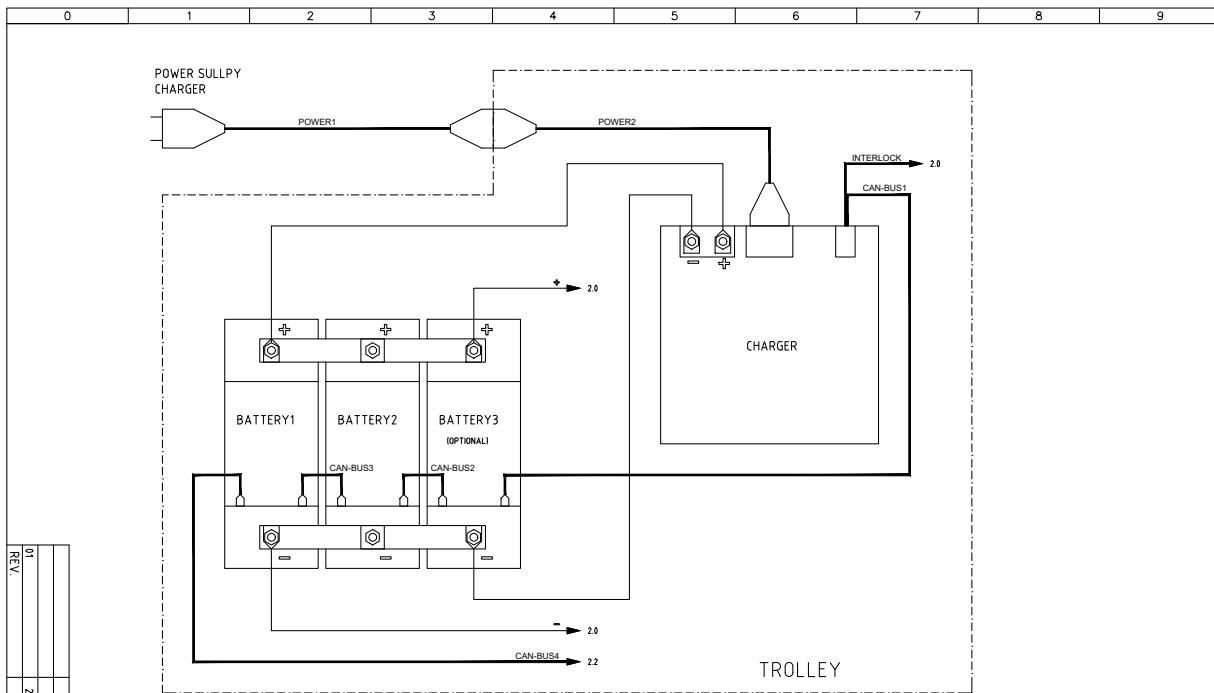 0 1 2 3 4 5 6 7 8 9
POWER SULLPY
CHARGER
POWER1
POWER2
INTERLOCK
2.0
CAN-BUS1
- +
+
2.0
+ + +
CHARGER
BATTERY1
BATTERY2
BATTERY3
(OPTIONAL)
CAN-BUS3
CAN-BUS2
- - -
-
2.0
CAN-BUS4
2.2
TROLLEY
01
REV.
2